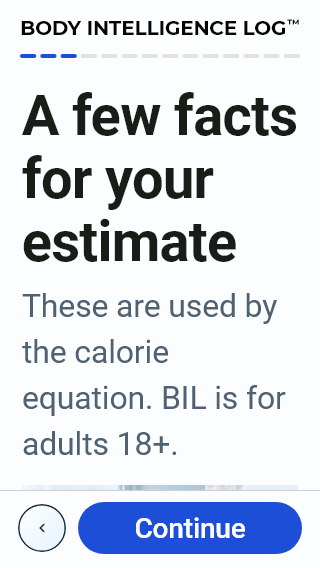 BODY INTELLIGENCE LOG™
A few facts
for your
estimate
These are used by
the calorie
equation. BIL is for
adults 18+.
Continue